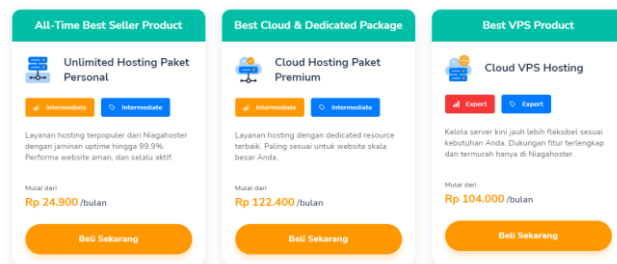 All-Time Best Seller Product
Unlimited Hosting Paket
Personal
Intermediate
Intermediate
Layanan hosting terpopuler dari Niagahoster
dengan jaminan uptime hingga 99.9%.
Performa website aman, dan selalu aktif.
Mulai dari
Rp 24.900 /bulan
Beli Sekarang
Best Cloud & Dedicated Package
Cloud Hosting Paket
Premium
Intermediate
Intermediate
Layanan hosting dengan dedicated resource
terbaik. Paling sesuai untuk website skala
besar Anda.
Mulai dari
Rp 122.400 /bulan
Beli Sekarang
Best VPS Product
Cloud VPS Hosting
Expert
Expert
Kelola server kini jauh lebih fleksibel sesuai
kebutuhan Anda. Dukungan fitur terlengkap
dan termurah hanya di Niagahoster.
Mulai dari
Rp 104.000 /bulan
Beli Sekarang